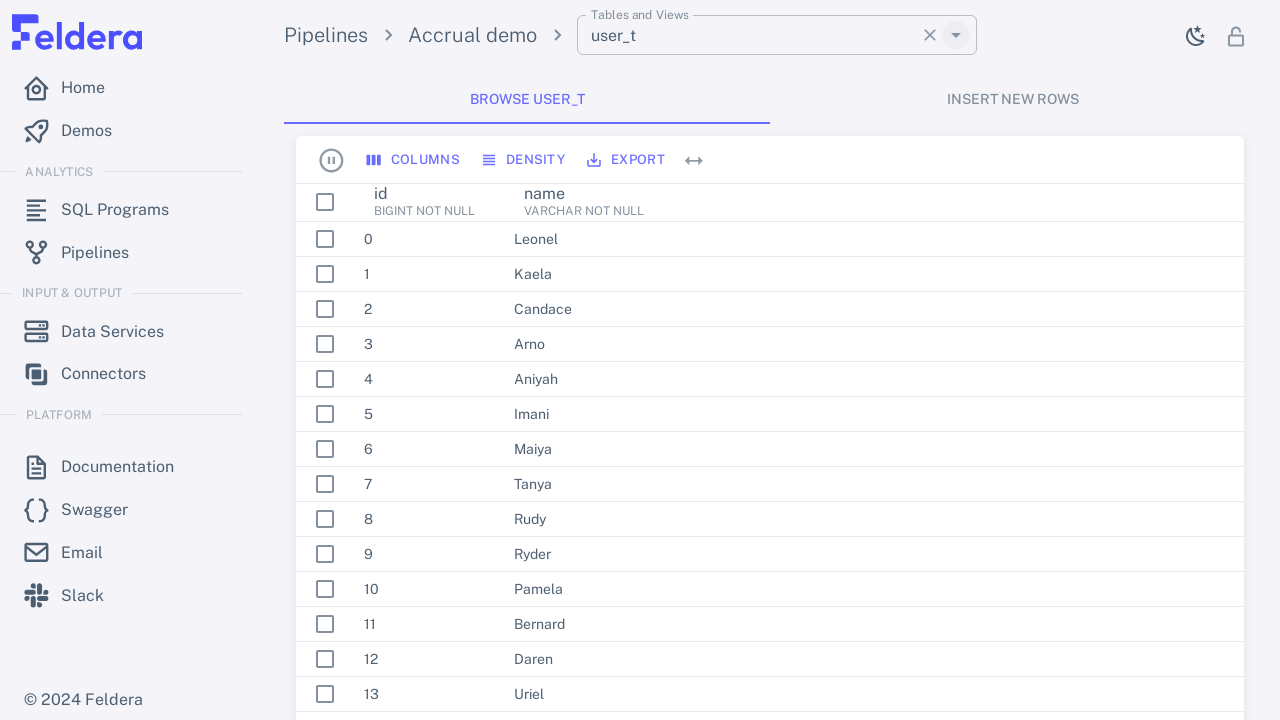 Feldera
Home
Demos
ANALYTICS
SQL Programs
Pipelines
INPUT & OUTPUT
Data Services
Connectors
PLATFORM
Documentation
Swagger
Email
Slack
© 2024 Feldera
Pipelines
Accrual demo
Tables and Views
user_t
BROWSE USER_T
INSERT NEW ROWS
COLUMNS
DENSITY
EXPORT
id name
BIGINT NOT NULL VARCHAR NOT NULL
0 Leonel
1 Kaela
2 Candace
3 Arno
4 Aniyah
5 Imani
6 Maiya
7 Tanya
8 Rudy
9 Ryder
10 Pamela
11 Bernard
12 Daren
13 Uriel